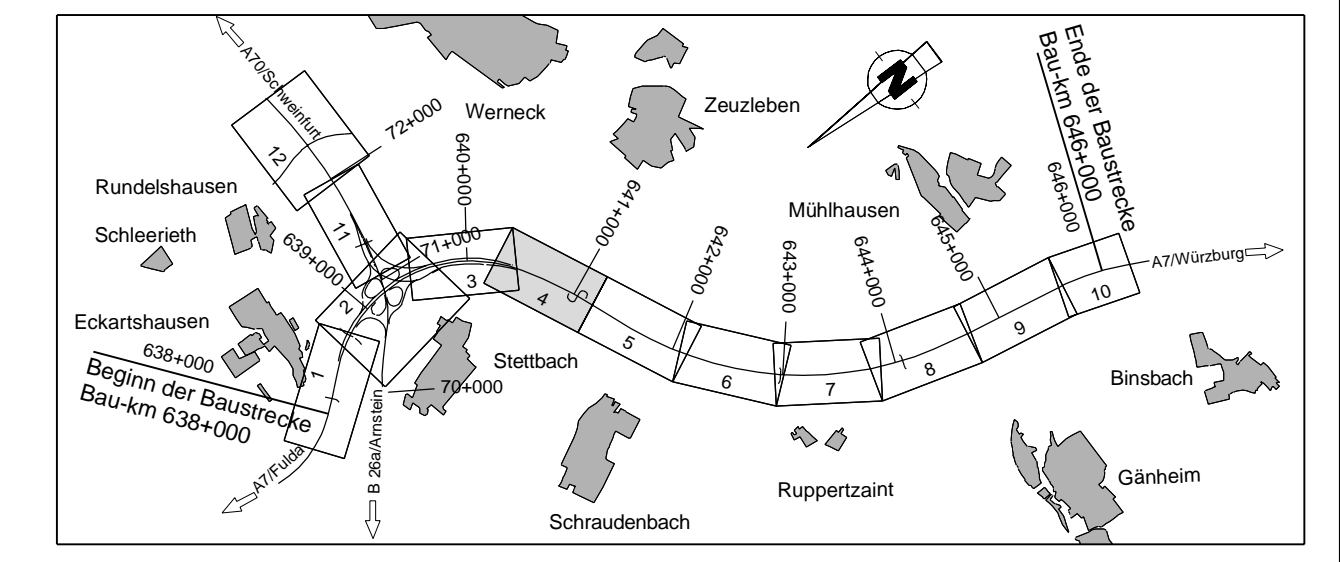 A70/Schweinfurt
72+000
Werneck
Zeuzleben
N
Ende der Baustrecke
Bau-km 646+000
646+000
12
640+000
641+000
Rundelshausen
Schleerieth
11
639+000
71+000
Mühlhausen
645+000
642+000
643+000
644+000
A7/Würzburg
2
3
4
10
Eckartshausen
638+000
Beginn der Baustrecke
Bau-km 638+000
1
5
6
7
8
9
Stettbach
70+000
Binsbach
A7/Fulda
B 26a/Arnstein
Schraudenbach
Ruppertzaint
Gänheim